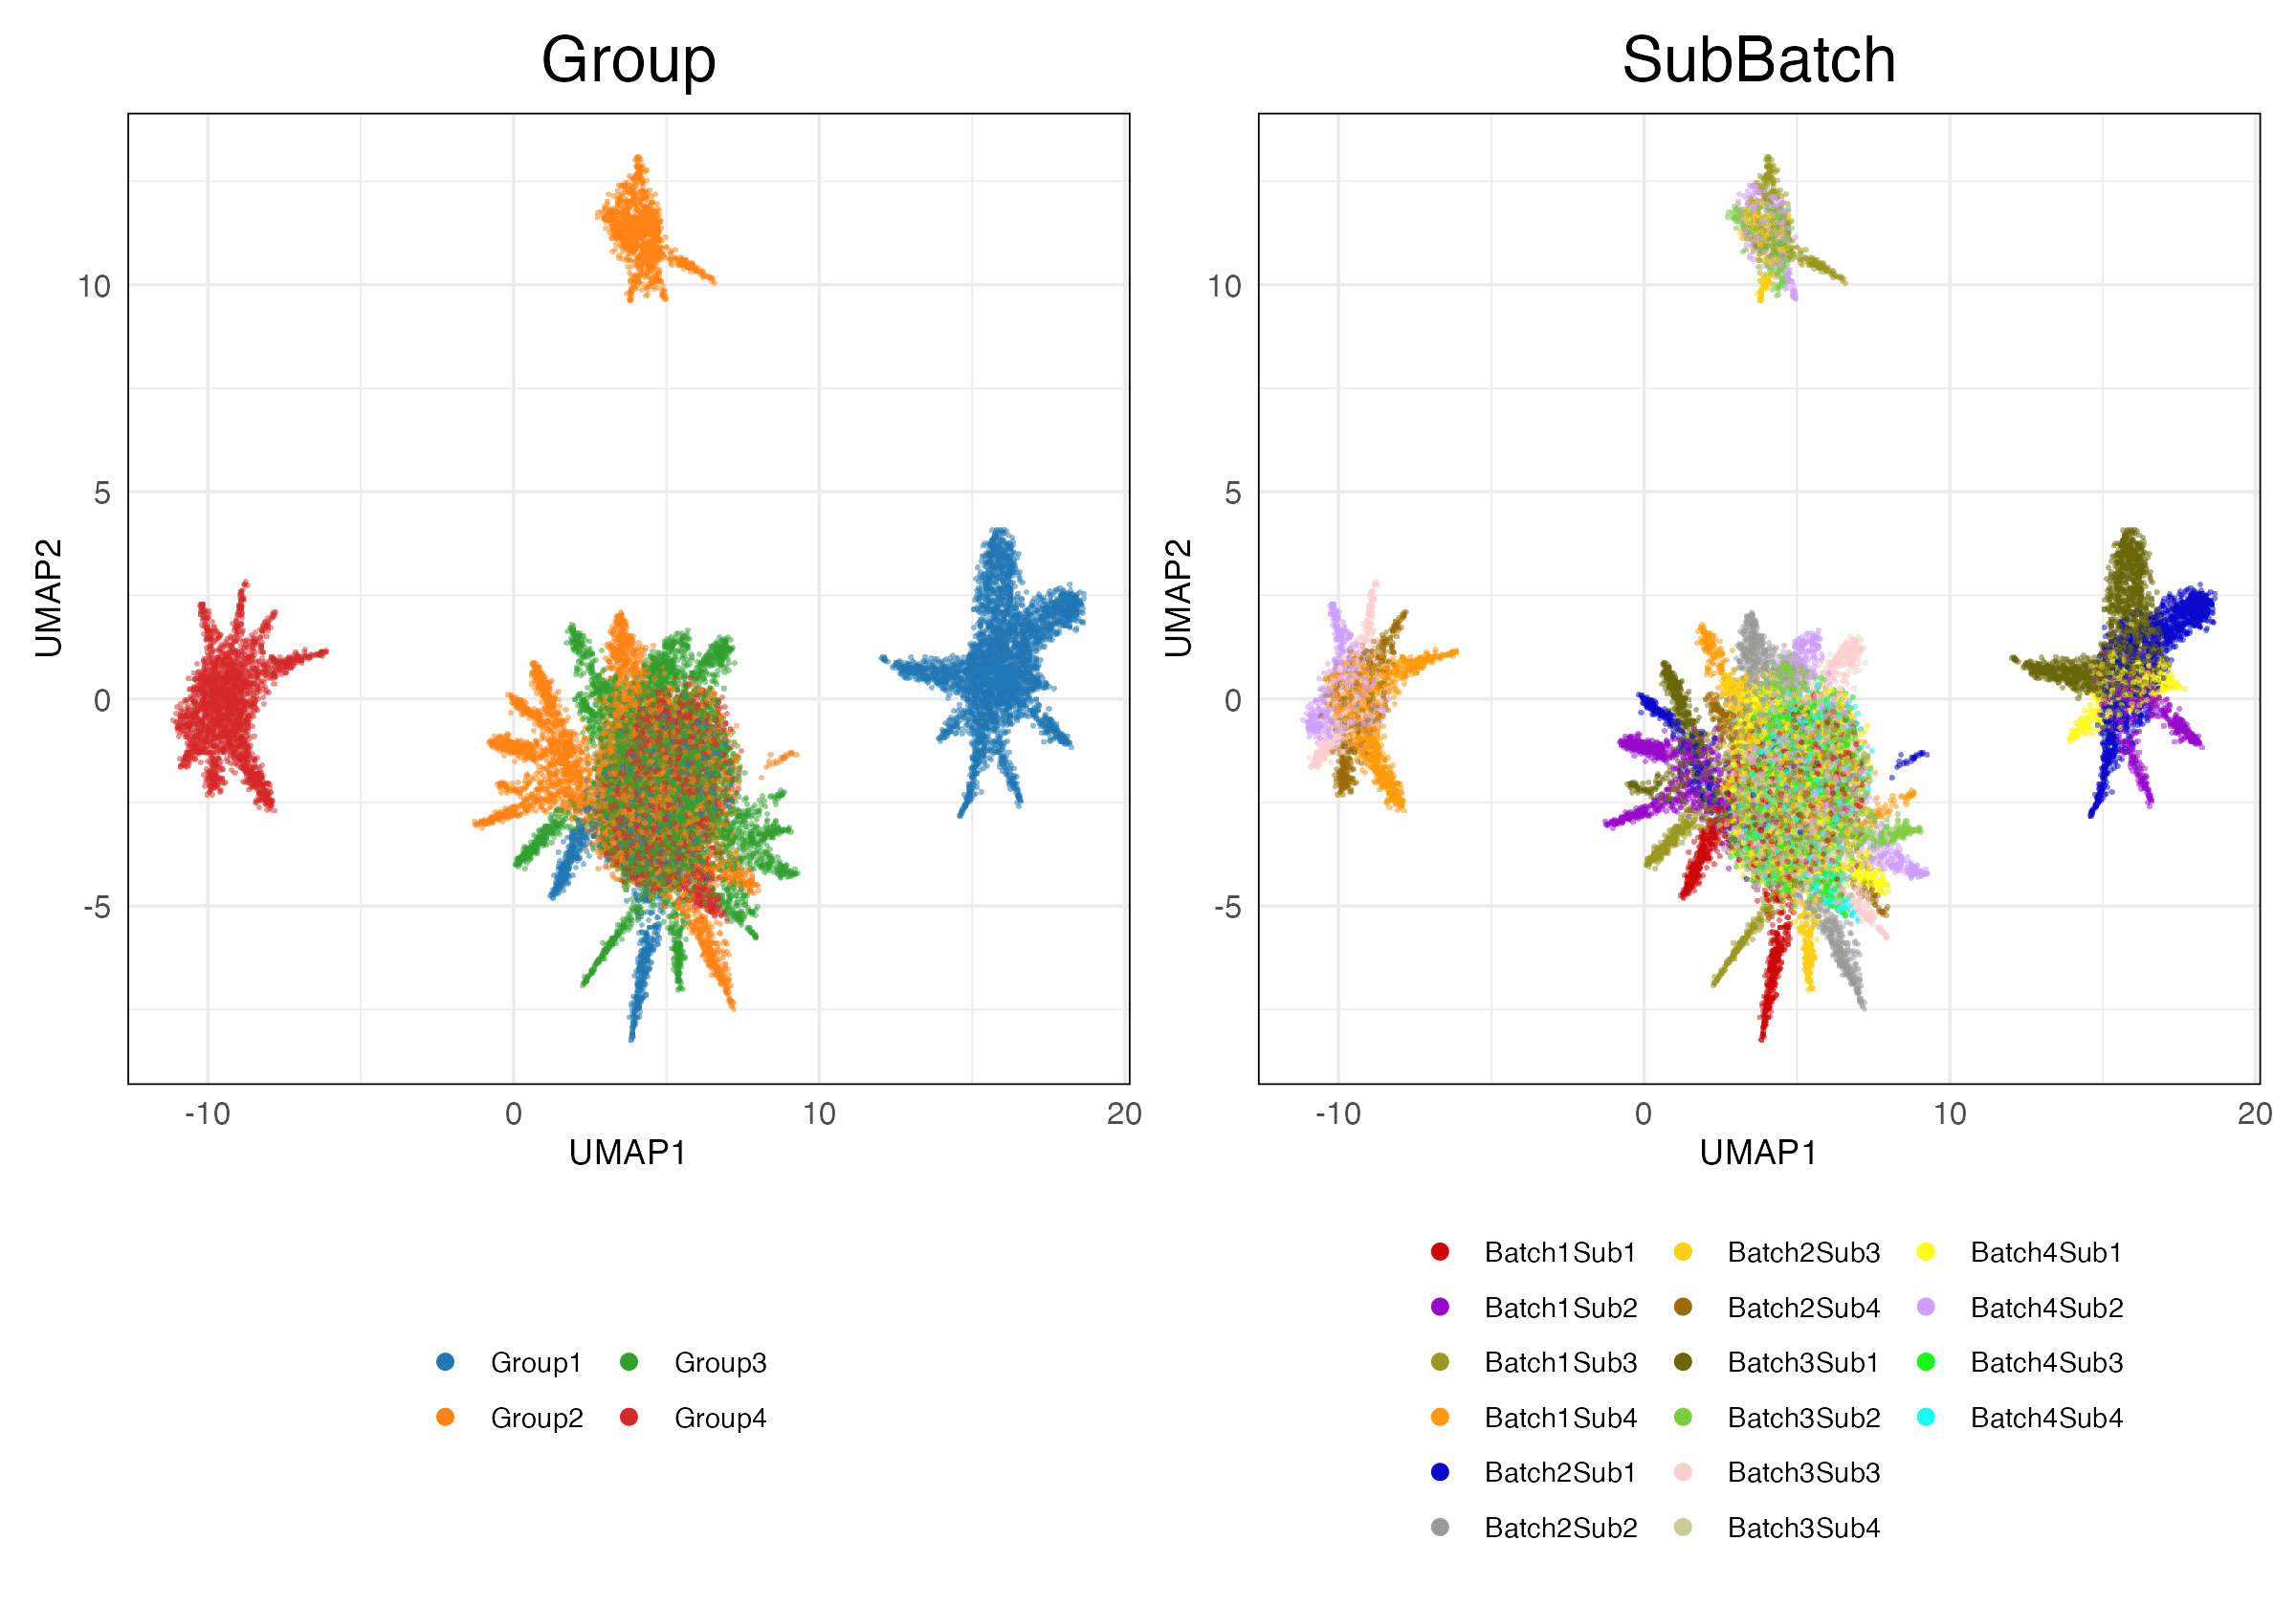 Group
SubBatch
10
5
0
-5
UMAP2
-10
0
10
20
UMAP1
10
5
0
-5
UMAP2
-10
0
10
20
UMAP1
Group1
Group3
Group2
Group4
Batch1Sub1
Batch2Sub3
Batch4Sub1
Batch1Sub2
Batch2Sub4
Batch4Sub2
Batch1Sub3
Batch3Sub1
Batch4Sub3
Batch1Sub4
Batch3Sub2
Batch4Sub4
Batch2Sub1
Batch3Sub3
Batch2Sub2
Batch3Sub4